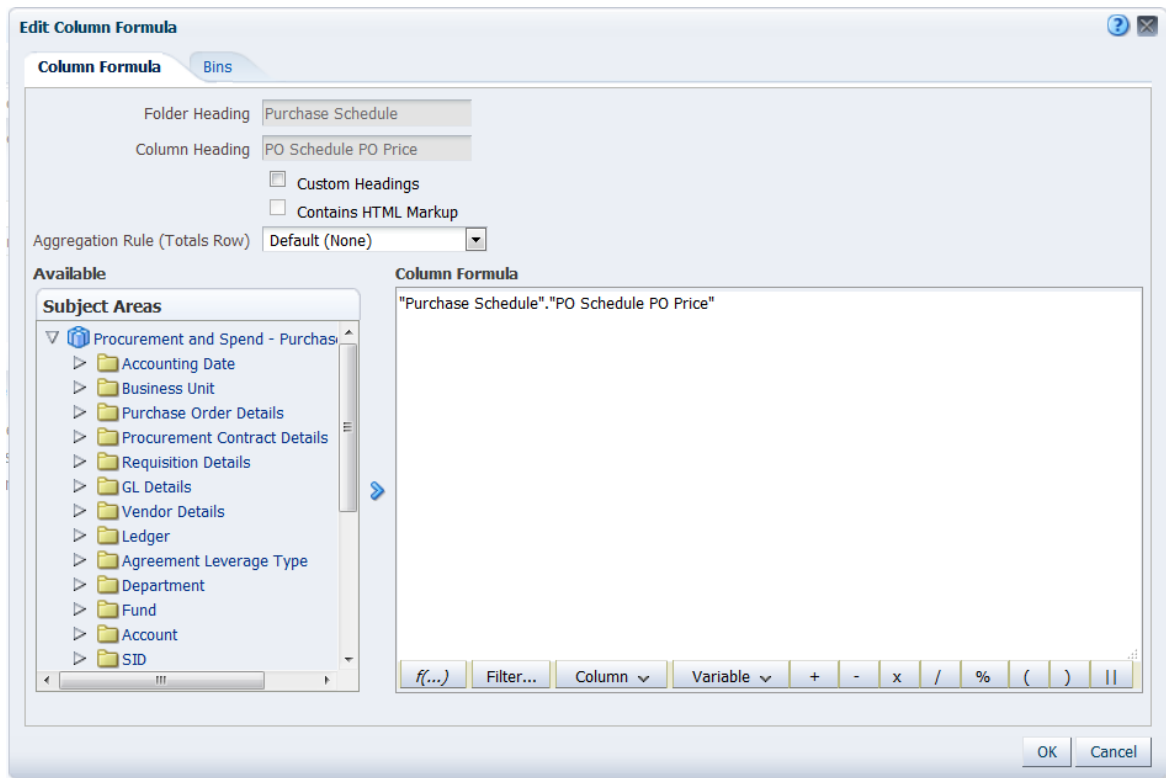 Edit Column Formula
Column Formula
Bins
Folder Heading Purchase Schedule
Column Heading PO Schedule PO Price
Custom Headings
Contains HTML Markup
Aggregation Rule (Totals Row) Default (None)
Available
Subject Areas
Procurement and Spend - Purchas
Accounting Date
Business Unit
Purchase Order Details
Procurement Contract Details
Requisition Details
GL Details
Vendor Details
Ledger
Agreement Leverage Type
Department
Fund
Account
SID
Column Formula
"Purchase Schedule"."PO Schedule PO Price"
f(...) Filter... Column Variable + - x / % ( ) ||
OK Cancel